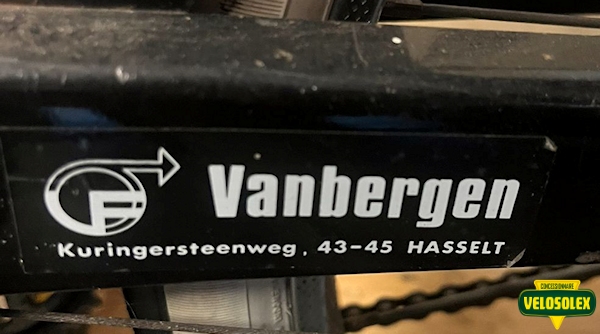 Vanbergen
Kuringersteenweg, 43-45 HASSELT
CONCESSIONNAIRE
VELOSOLEX